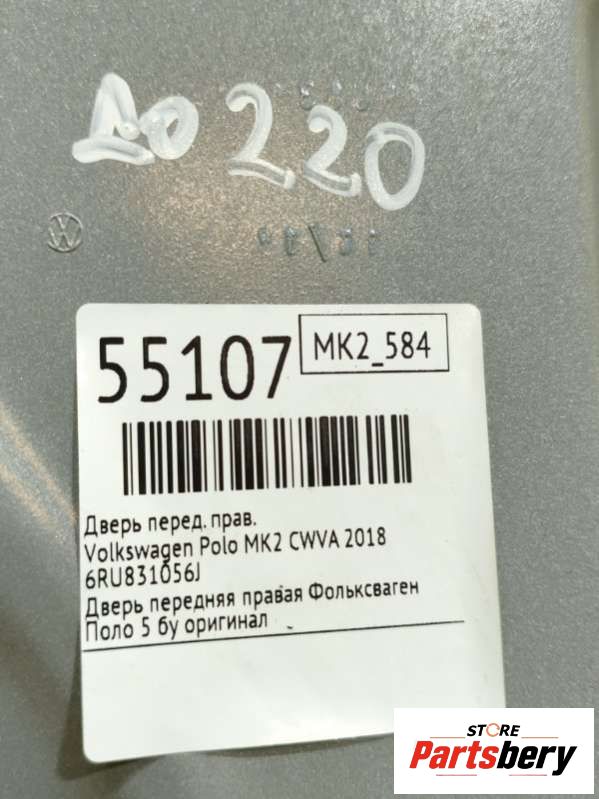 До 220
55107
MK2_584
Дверь перед. прав.
Volkswagen Polo MK2 CWVA 2018
6RU831056J
Дверь передняя правая Фольксваген
Поло 5 бу оригинал
STORE
Partsbery